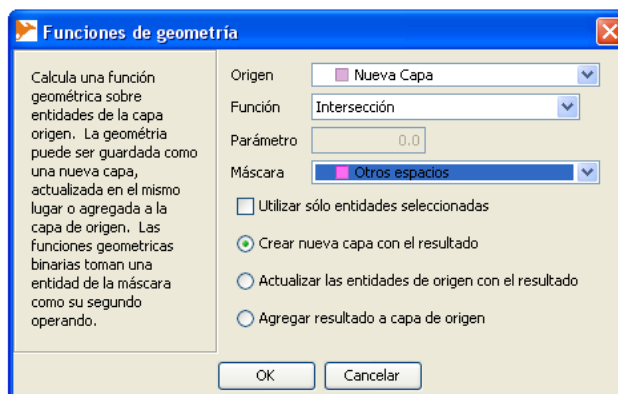 Funciones de geometría
Calcula una función
geométrica sobre
entidades de la capa
origen. La geométria
puede ser guardada como
una nueva capa,
actualizada en el mismo
lugar o agregada a la
capa de origen. Las
funciones geometricas
binarias toman una
entidad de la máscara
como su segundo
operando.
Origen Nueva Capa
Función Intersección
Parámetro 0.0
Máscara Otros espacios
Utilizar sólo entidades seleccionadas
Crear nueva capa con el resultado
Actualizar las entidades de origen con el resultado
Agregar resultado a capa de origen
OK Cancelar